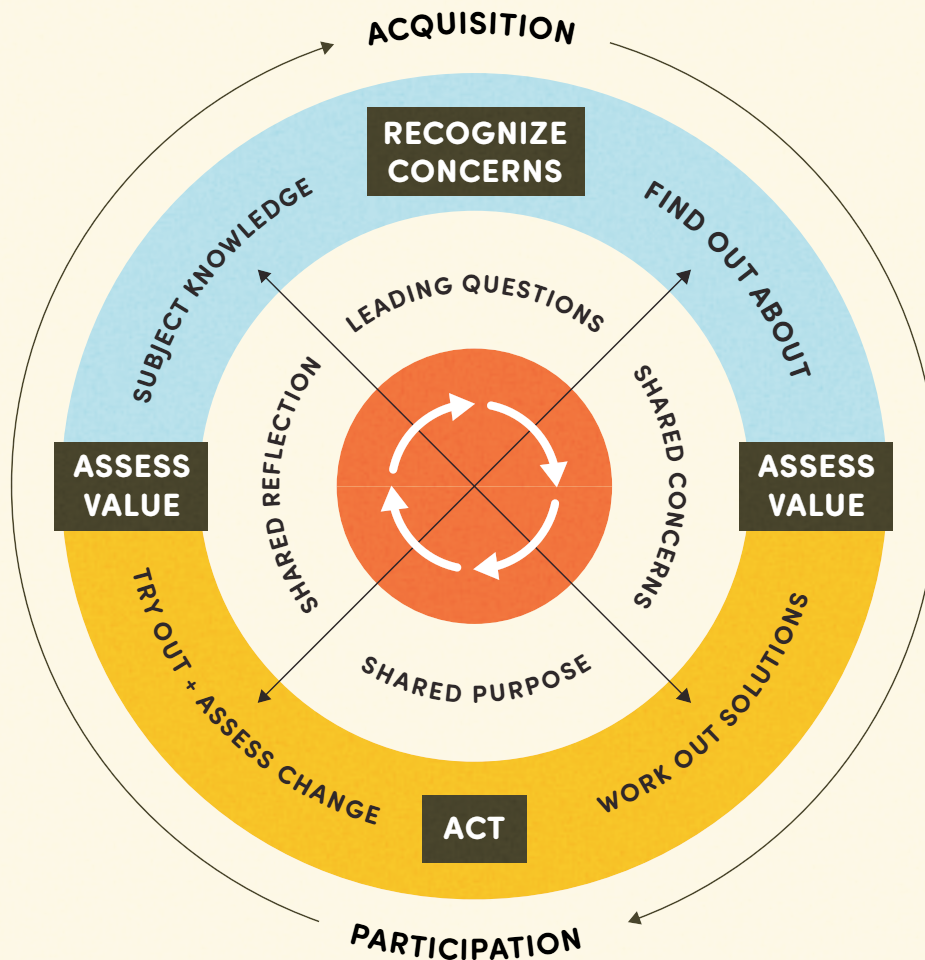 ACQUISITION
RECOGNIZE
CONCERNS
SUBJECT KNOWLEDGE
FIND OUT ABOUT
LEADING QUESTIONS
SHARED REFLECTION
SHARED CONCERNS
ASSESS
VALUE
ASSESS
VALUE
SHARED PURPOSE
TRY OUT + ASSESS CHANGE
WORK OUT SOLUTIONS
ACT
PARTICIPATION